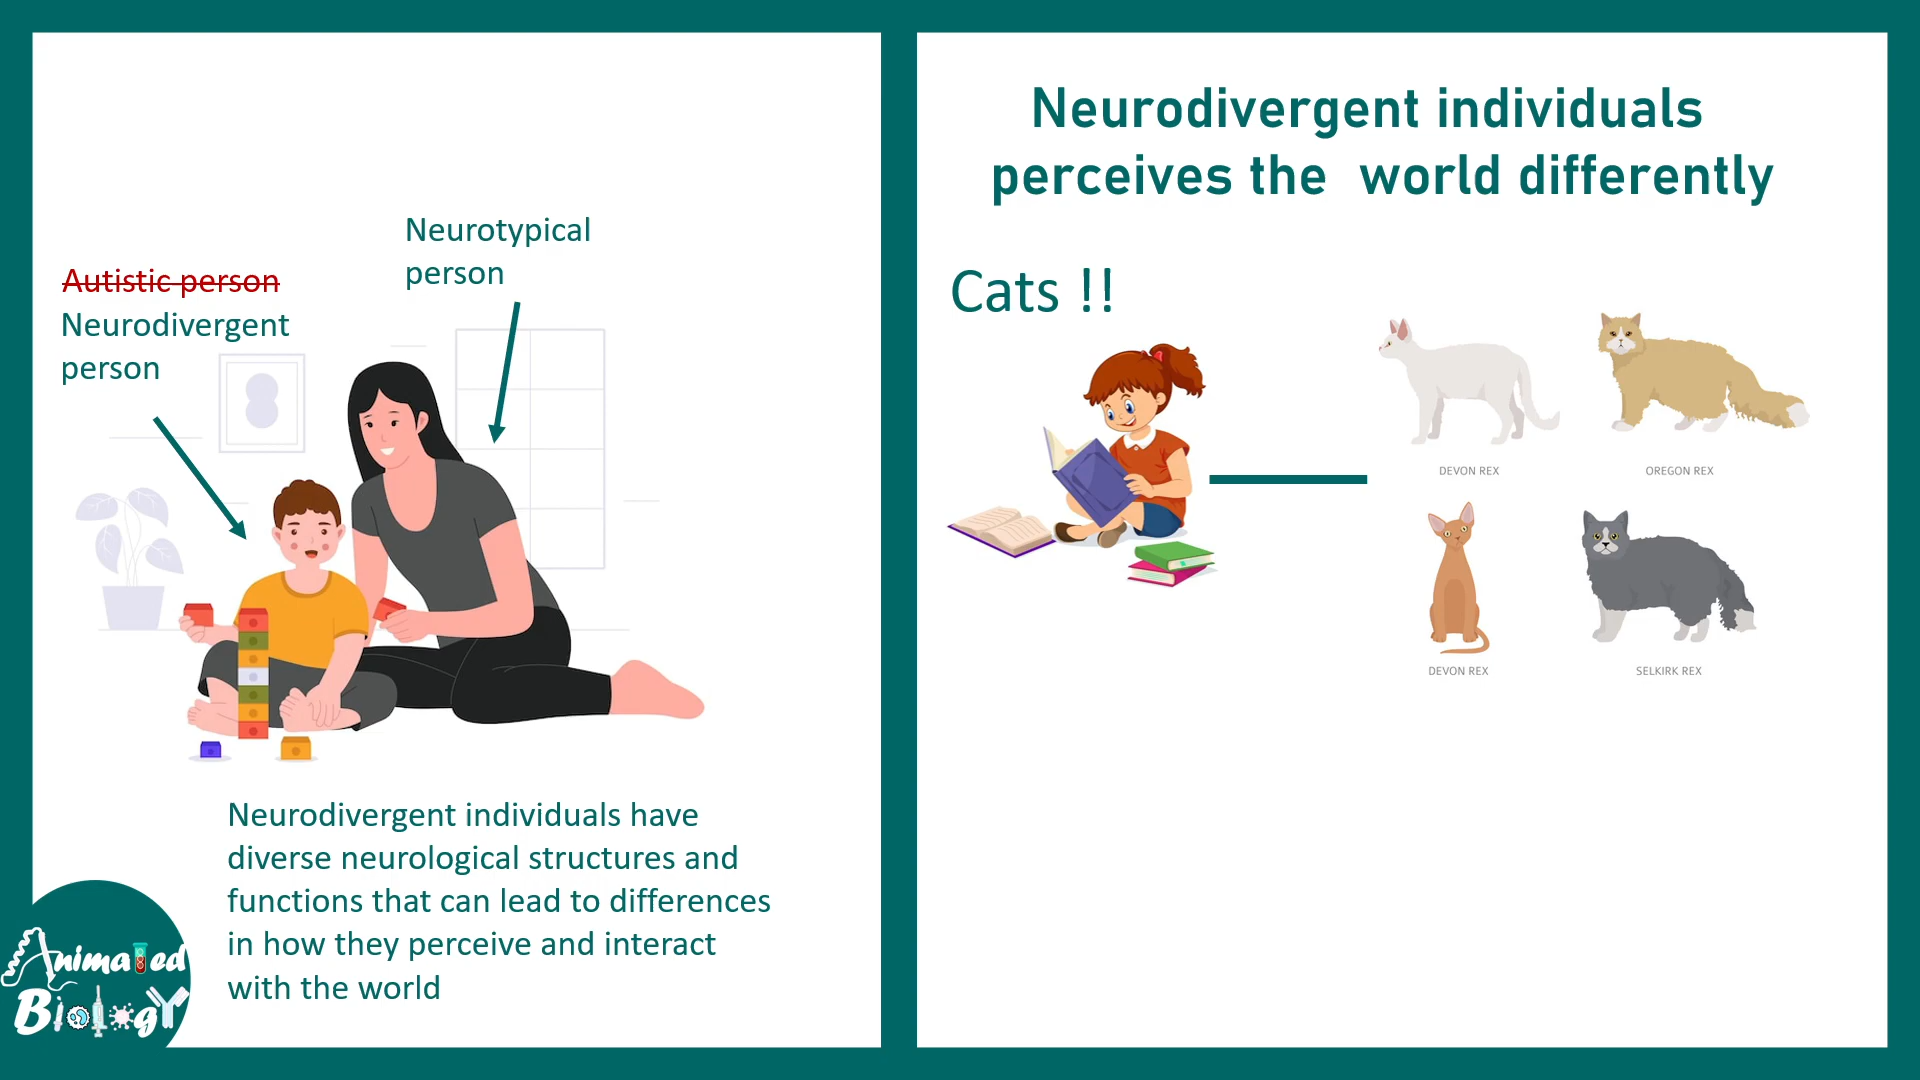 Neurotypical
person
Autistic person
Neurodivergent
person
Neurodivergent individuals have
diverse neurological structures and
functions that can lead to differences
in how they perceive and interact
with the world
Animated
Biology
Neurodivergent individuals
perceives the world differently
Cats !!
DEVON REX
OREGON REX
DEVON REX
SELKIRK REX